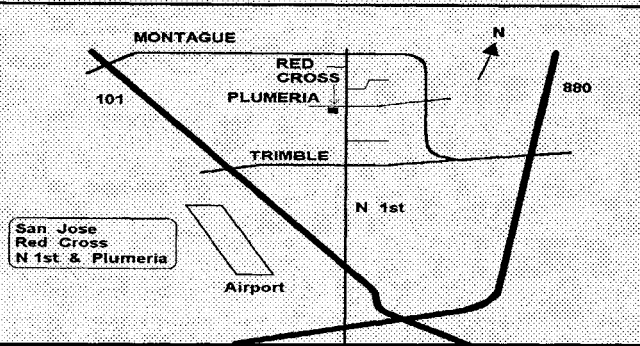 MONTAGUE
N
RED
CROSS
880
101
PLUMERIA
TRIMBLE
N 1st
San Jose
Red Cross
N 1st & Plumeria
Airport